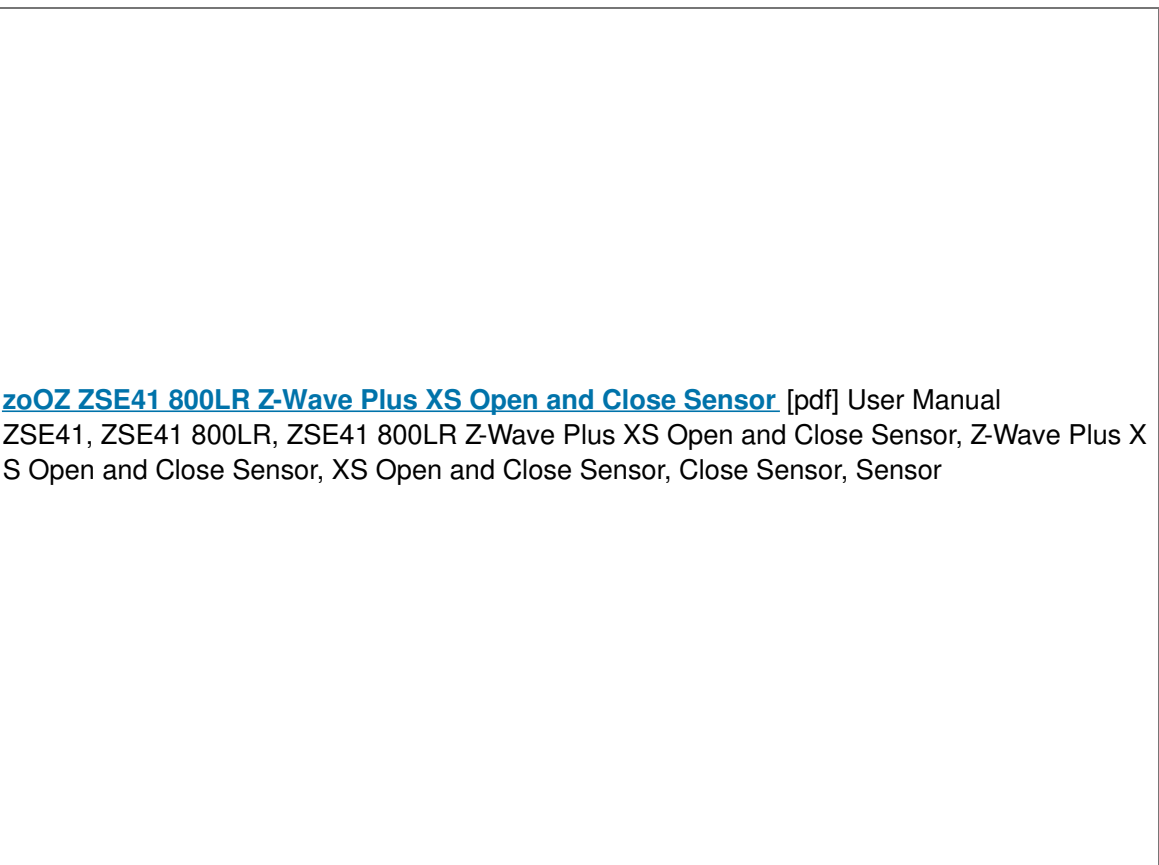 zoOZ ZSE41 800LR Z-Wave Plus XS Open and Close Sensor [pdf] User Manual
ZSE41, ZSE41 800LR, ZSE41 800LR Z-Wave Plus XS Open and Close Sensor, Z-Wave Plus X
S Open and Close Sensor, XS Open and Close Sensor, Close Sensor, Sensor